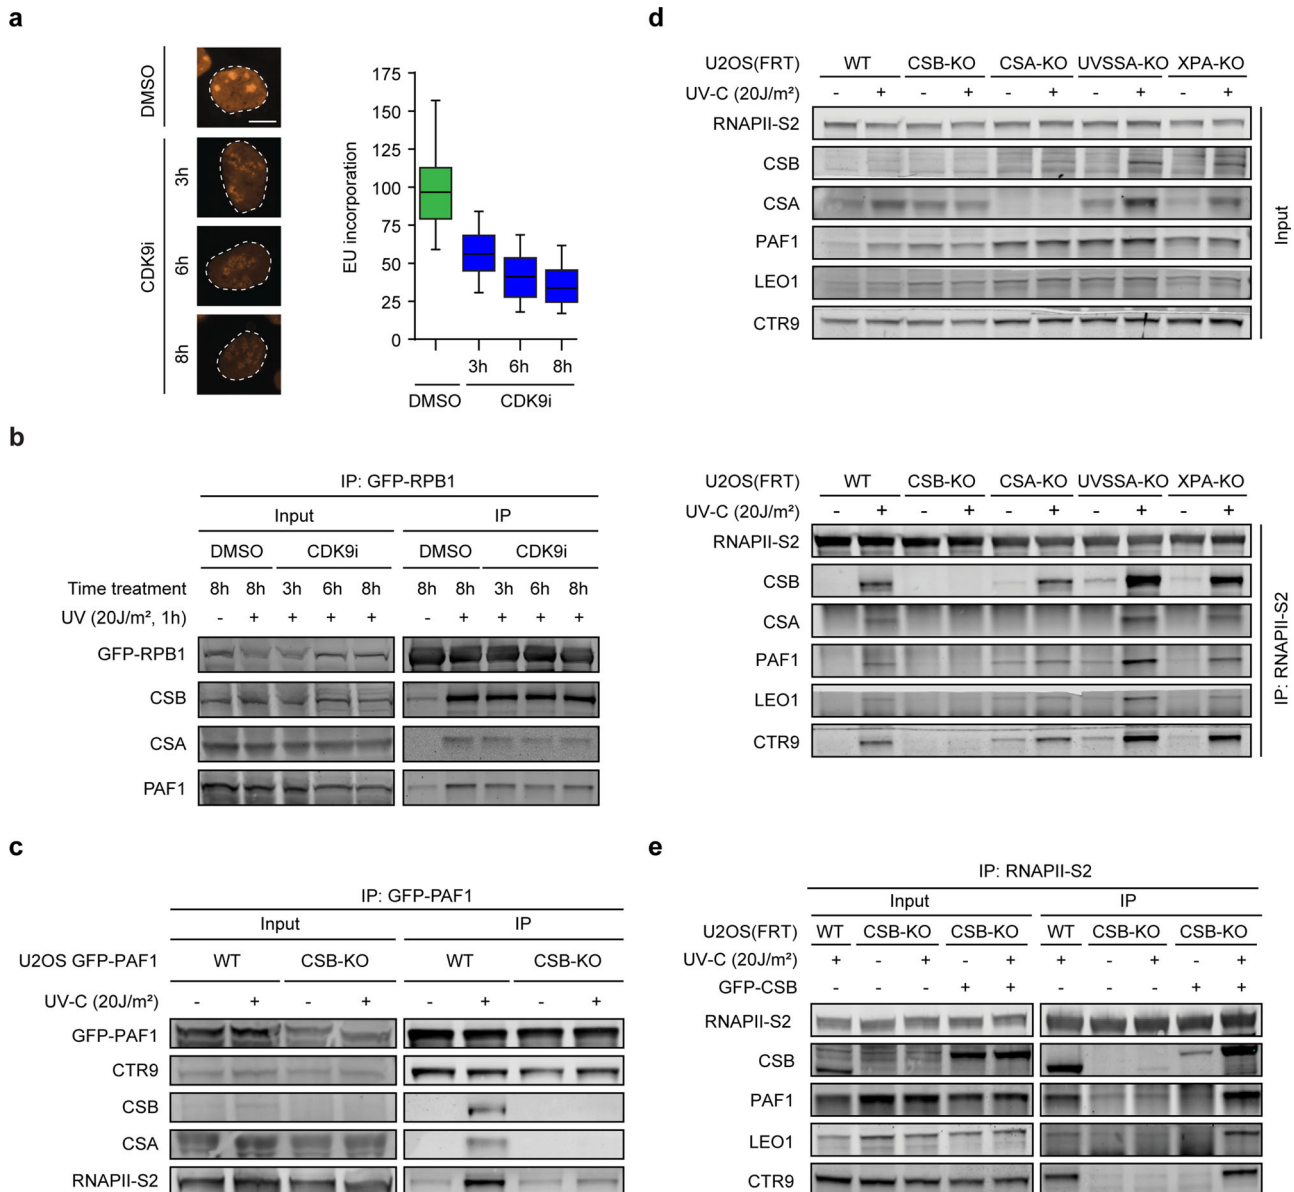 a
DMSO
CDK9i
3h
6h
8h
EU incorporation
175
150
125
100
75
50
25
0
3h 6h 8h
DMSO CDK9i
b
IP: GFP-RPB1
Input IP
DMSO CDK9i DMSO CDK9i
Time treatment 8h 8h 3h 6h 8h 8h 8h 3h 6h 8h
UV (20J/m², 1h) - + + + + - + + + +
GFP-RPB1
CSB
CSA
PAF1
c
IP: GFP-PAF1
Input IP
U2OS GFP-PAF1 WT CSB-KO WT CSB-KO
UV-C (20J/m²) - + - + - + - +
GFP-PAF1
CTR9
CSB
CSA
RNAPII-S2
d
U2OS(FRT) WT CSB-KO CSA-KO UVSSA-KO XPA-KO
UV-C (20J/m²) - + - + - + - + - +
RNAPII-S2
CSB
CSA
PAF1
LEO1
CTR9
Input
U2OS(FRT) WT CSB-KO CSA-KO UVSSA-KO XPA-KO
UV-C (20J/m²) - + - + - + - + - +
RNAPII-S2
CSB
CSA
PAF1
LEO1
CTR9
IP: RNAPII-S2
e
IP: RNAPII-S2
Input IP
U2OS(FRT) WT CSB-KO CSB-KO WT CSB-KO CSB-KO
UV-C (20J/m²) + - + - + + - + - +
GFP-CSB - - + + - - + +
RNAPII-S2
CSB
PAF1
LEO1
CTR9